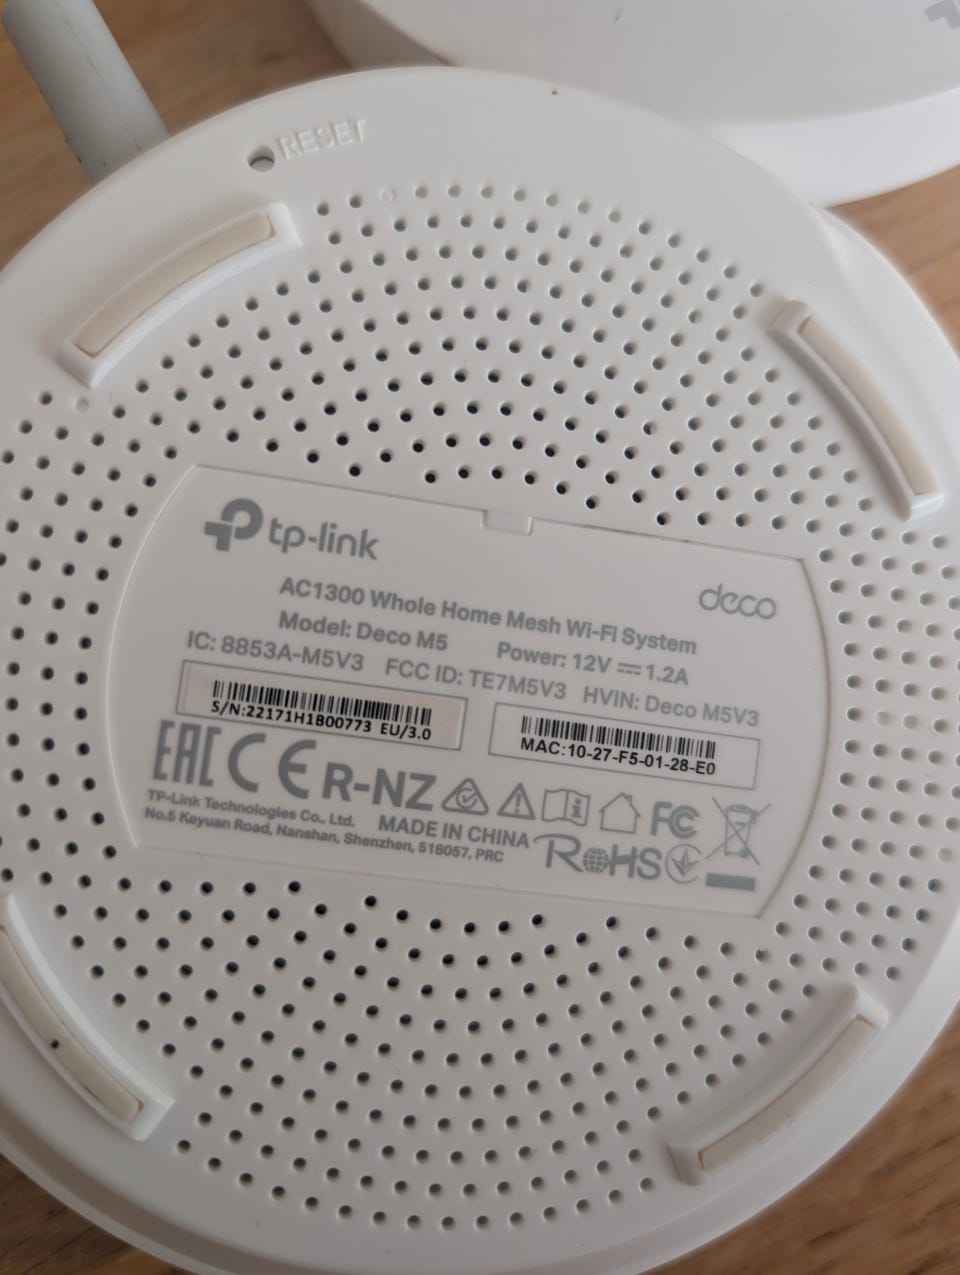 RESET
tp-link
deco
AC1300 Whole Home Mesh Wi-Fi System
Model: Deco M5 Power: 12V ⎓ 1.2A
IC: 8853A-M5V3 FCC ID: TE7M5V3 HVIN: Deco M5V3
S/N:22171H1B00773 EU/3.0
MAC:10-27-F5-01-28-E0
EAC CE R-NZ FC
TP-Link Technologies Co., Ltd. MADE IN CHINA
No.5 Keyuan Road, Nanshan, Shenzhen, 518057, PRC
RoHS